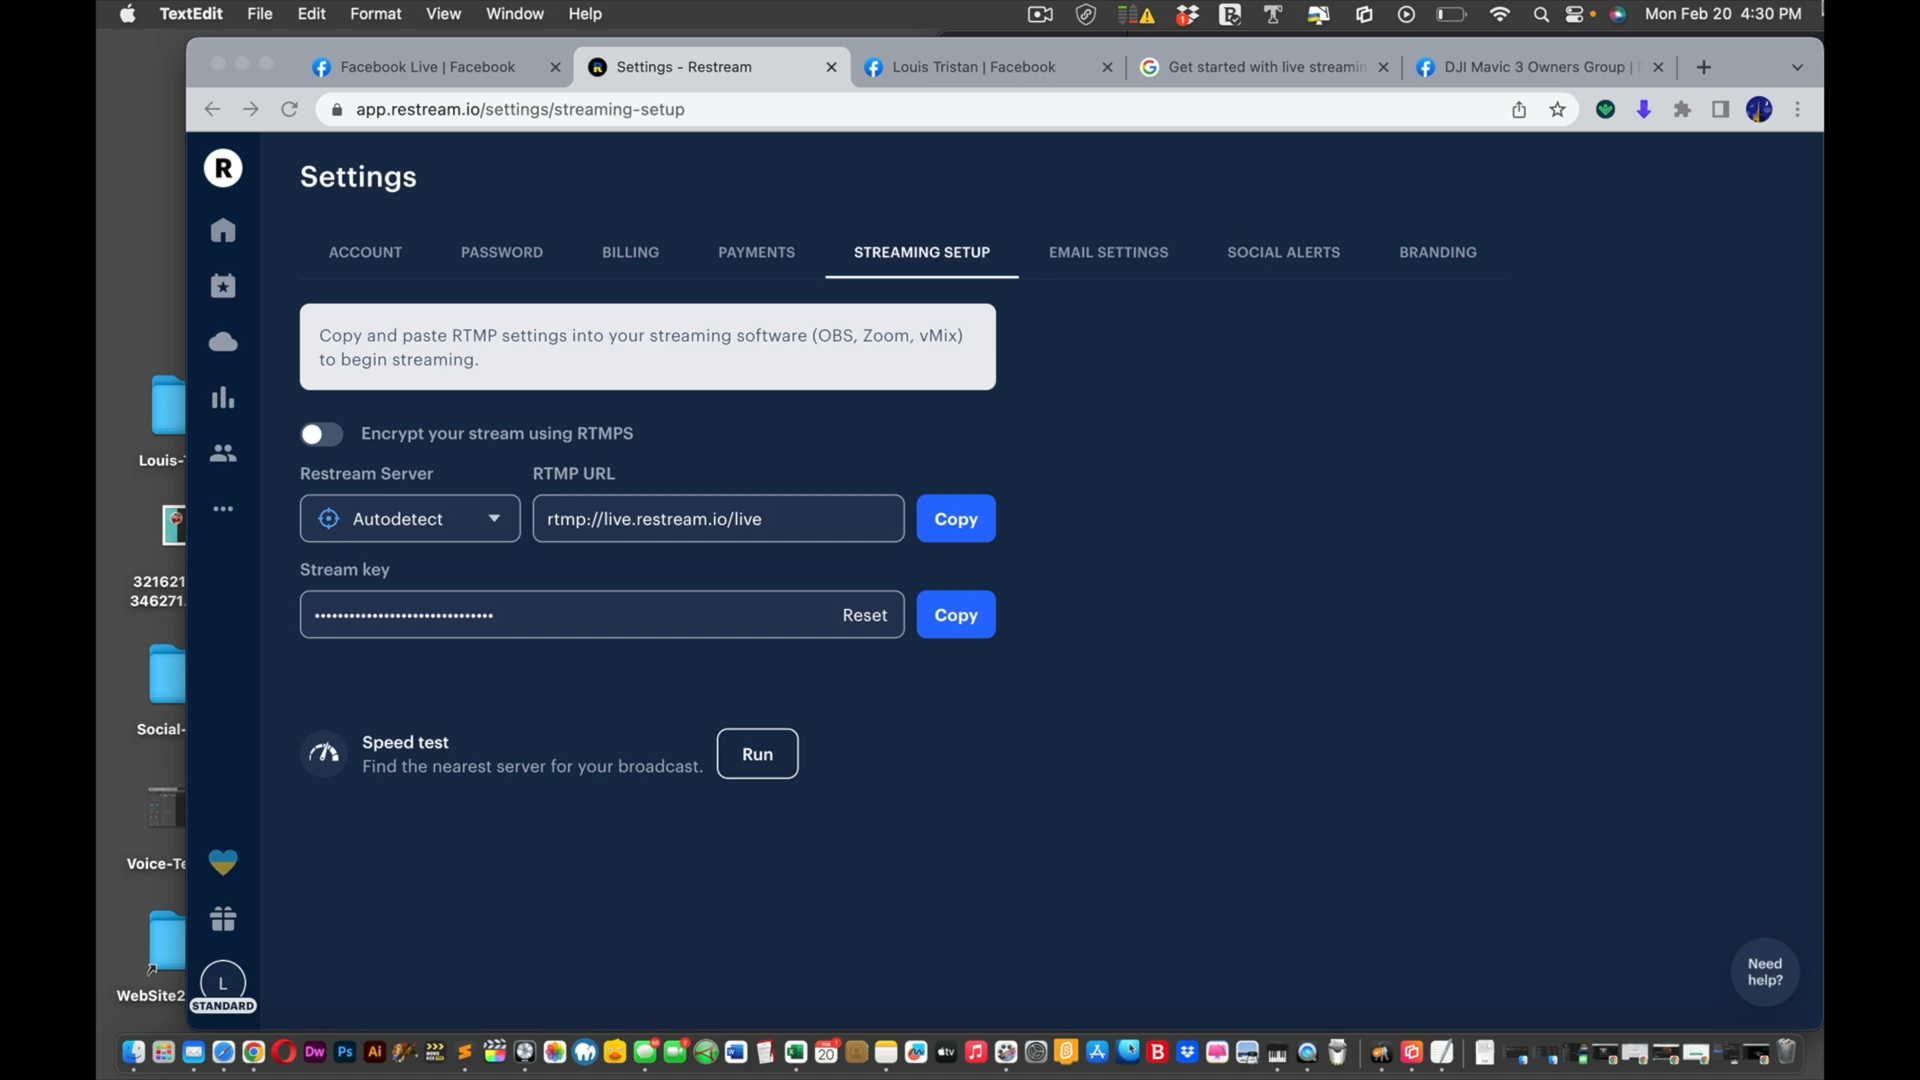 TextEdit File Edit Format View Window Help
Mon Feb 20 4:30 PM
Facebook Live | Facebook
Settings - Restream
Louis Tristan | Facebook
Get started with live streamin
DJI Mavic 3 Owners Group |
app.restream.io/settings/streaming-setup
R
Settings
ACCOUNT PASSWORD BILLING PAYMENTS STREAMING SETUP EMAIL SETTINGS SOCIAL ALERTS BRANDING
Copy and paste RTMP settings into your streaming software (OBS, Zoom, vMix)
to begin streaming.
Encrypt your stream using RTMPS
Restream Server RTMP URL
Autodetect rtmp://live.restream.io/live Copy
Stream key
•••••••••••••••••••••••••••••••• Reset Copy
Speed test
Find the nearest server for your broadcast.
Run
Need
help?
L
STANDARD
Louis-
321621
346271.
Social-
Voice-Te
WebSite2
Dw Ps Ai
20
tv